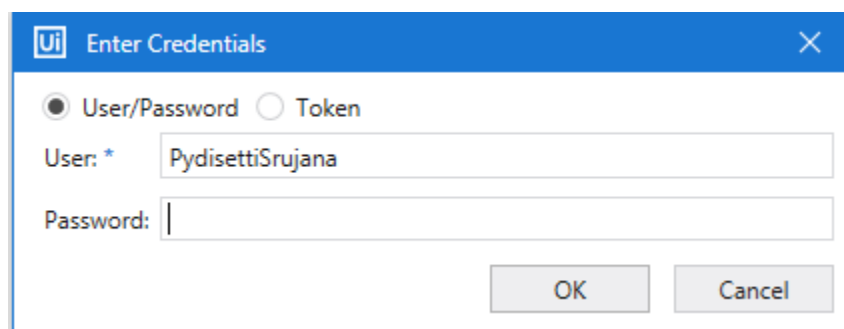 Ui Enter Credentials
User/Password Token
User: * PydisettiSrujana
Password:
OK Cancel